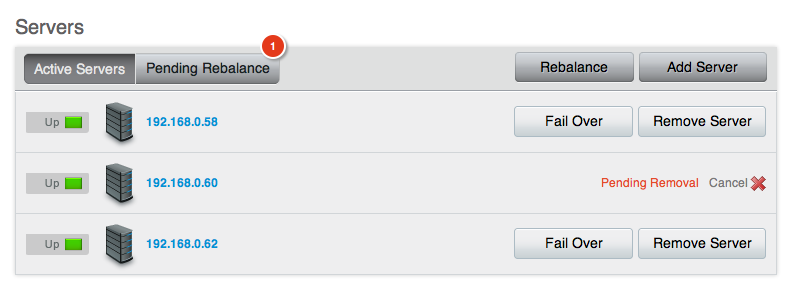 Servers
1
Active Servers Pending Rebalance Rebalance Add Server
Up 192.168.0.58 Fail Over Remove Server
Up 192.168.0.60 Pending Removal Cancel
Up 192.168.0.62 Fail Over Remove Server